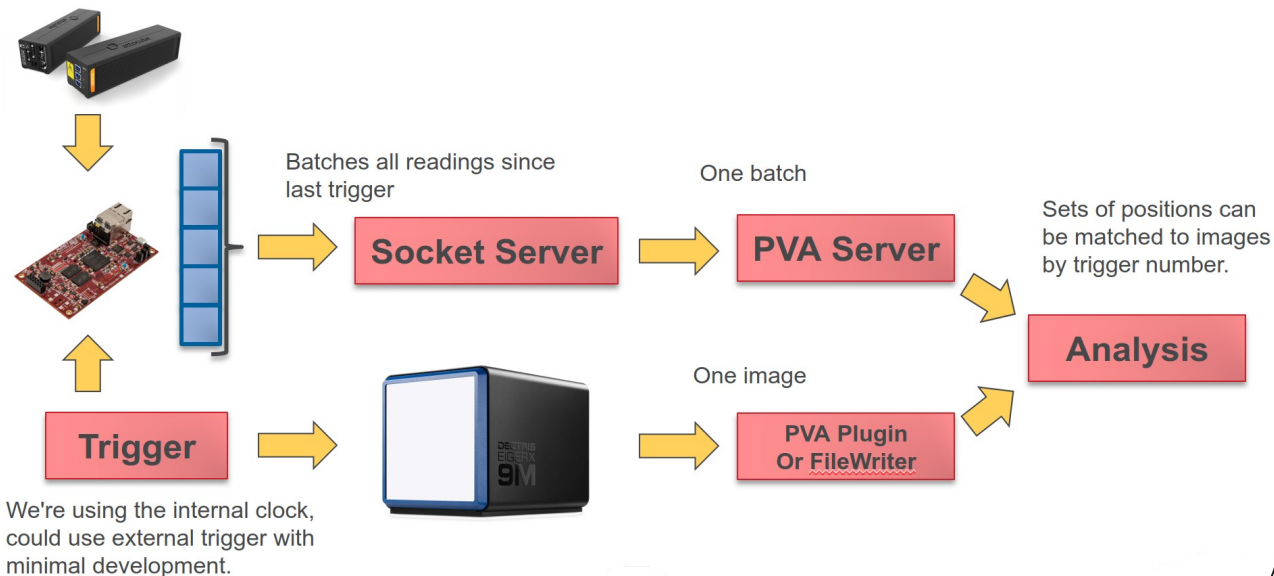 Batches all readings since
last trigger
One batch
Sets of positions can
be matched to images
by trigger number.
Socket Server
PVA Server
Analysis
One image
Trigger
DECTRIS
EIGER X
9M
PVA Plugin
Or FileWriter
We're using the internal clock,
could use external trigger with
minimal development.